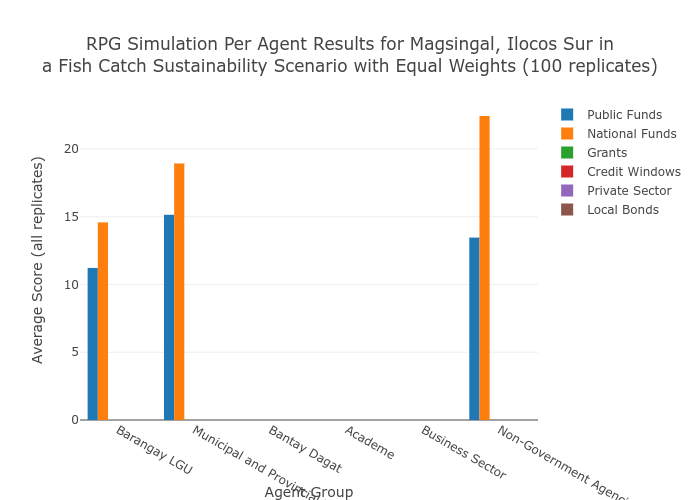 RPG Simulation Per Agent Results for Magsingal, Ilocos Sur in
a Fish Catch Sustainability Scenario with Equal Weights (100 replicates)
Public Funds
National Funds
Grants
Credit Windows
Private Sector
Local Bonds
Average Score (all replicates)
20
15
10
5
0
Barangay LGU
Municipal and
Bantay Dagat
Academe
Business Sector
Non-Government
Agent Group